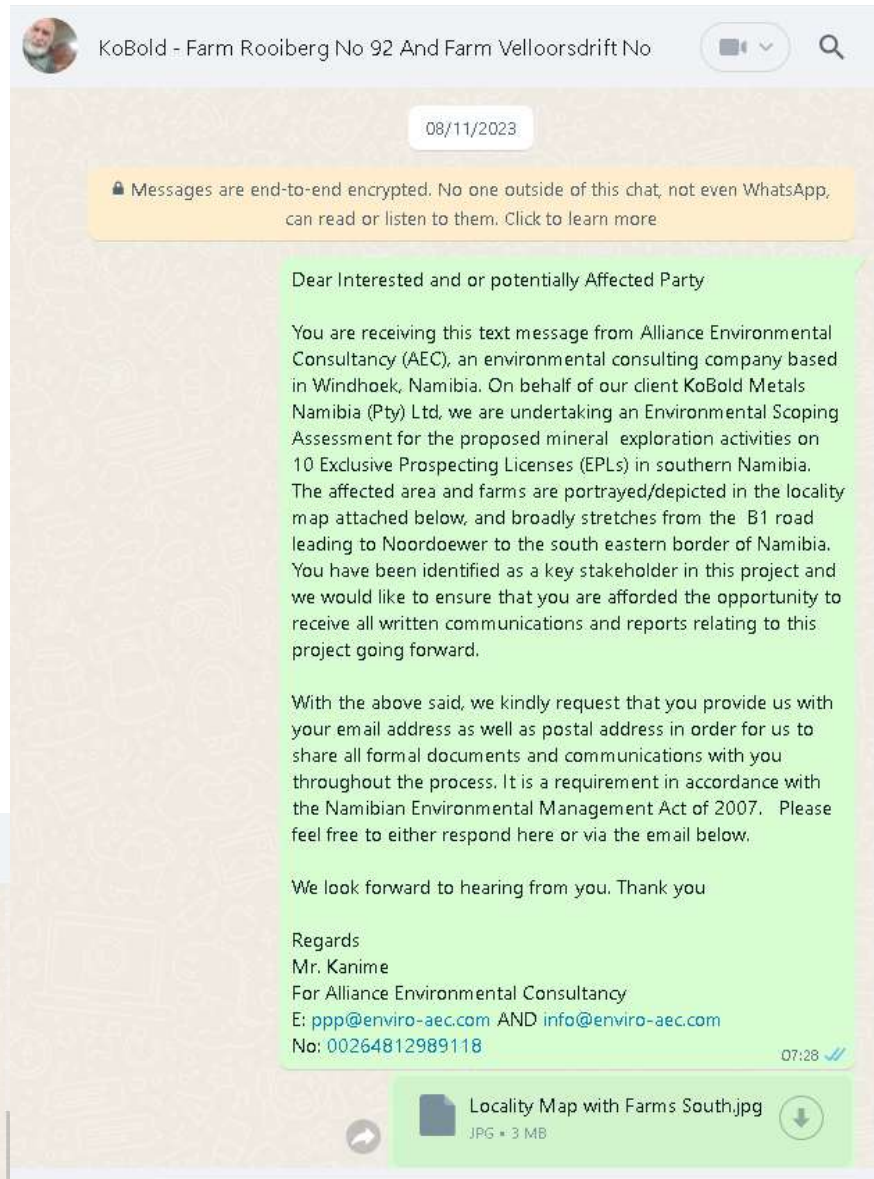 KoBold - Farm Rooiberg No 92 And Farm Velloorsdrift No
08/11/2023
Messages are end-to-end encrypted. No one outside of this chat, not even WhatsApp,
can read or listen to them. Click to learn more
Dear Interested and or potentially Affected Party
You are receiving this text message from Alliance Environmental
Consultancy (AEC), an environmental consulting company based
in Windhoek, Namibia. On behalf of our client KoBold Metals
Namibia (Pty) Ltd, we are undertaking an Environmental Scoping
Assessment for the proposed mineral  exploration activities on
10 Exclusive Prospecting Licenses (EPLs) in southern Namibia.
The affected area and farms are portrayed/depicted in the locality
map attached below, and broadly stretches from the  B1 road
leading to Noordoewer to the south eastern border of Namibia.
You have been identified as a key stakeholder in this project and
we would like to ensure that you are afforded the opportunity to
receive all written communications and reports relating to this
project going forward.
With the above said, we kindly request that you provide us with
your email address as well as postal address in order for us to
share all formal documents and communications with you
throughout the process. It is a requirement in accordance with
the Namibian Environmental Management Act of 2007.   Please
feel free to either respond here or via the email below.
We look forward to hearing from you. Thank you
Regards
Mr. Kanime
For Alliance Environmental Consultancy
E: ppp@enviro-aec.com AND info@enviro-aec.com
No: 00264812989118
07:28
Locality Map with Farms South.jpg
JPG • 3 MB